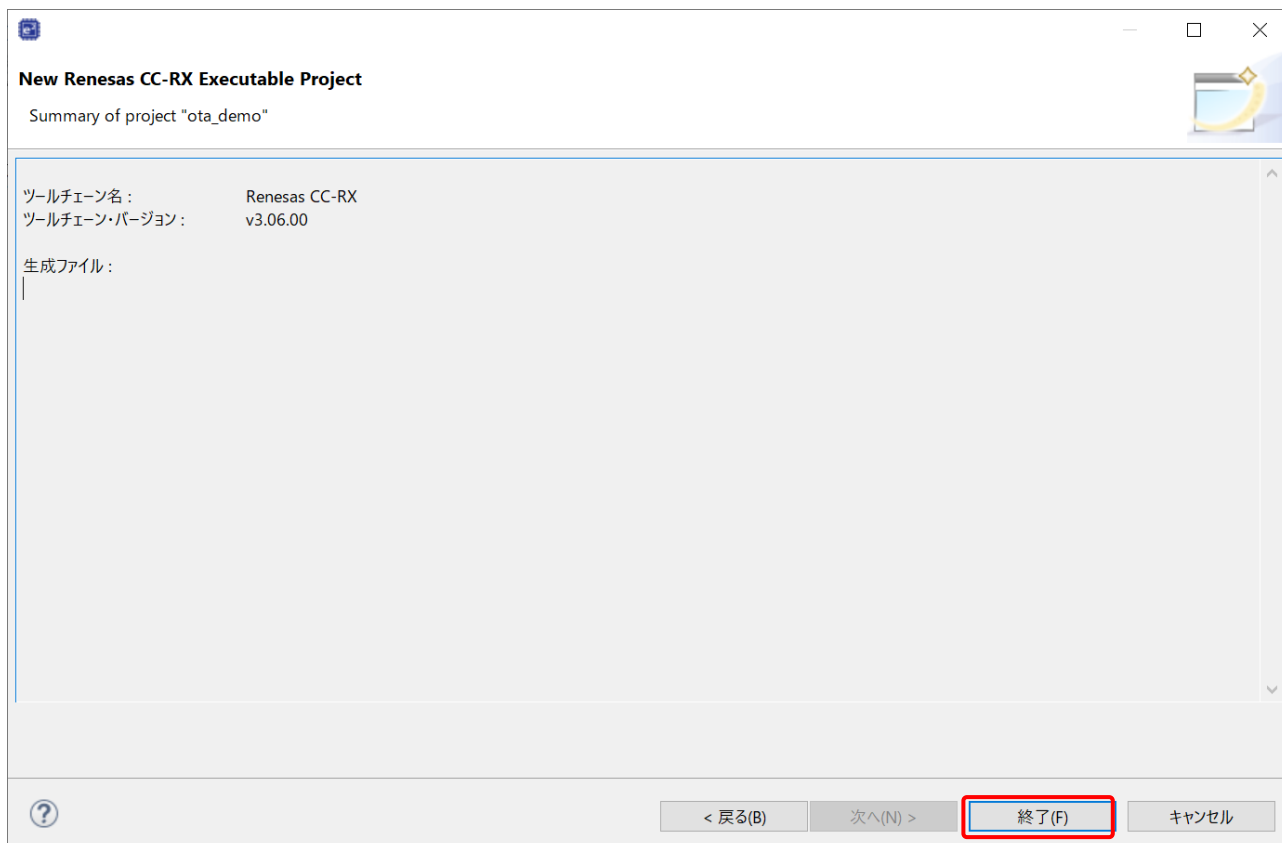 New Renesas CC-RX Executable Project
Summary of project "ota_demo"
ツールチェーン名 : Renesas CC-RX
ツールチェーン・バージョン : v3.06.00
生成ファイル :
< 戻る(B) 次へ(N) > 終了(F) キャンセル